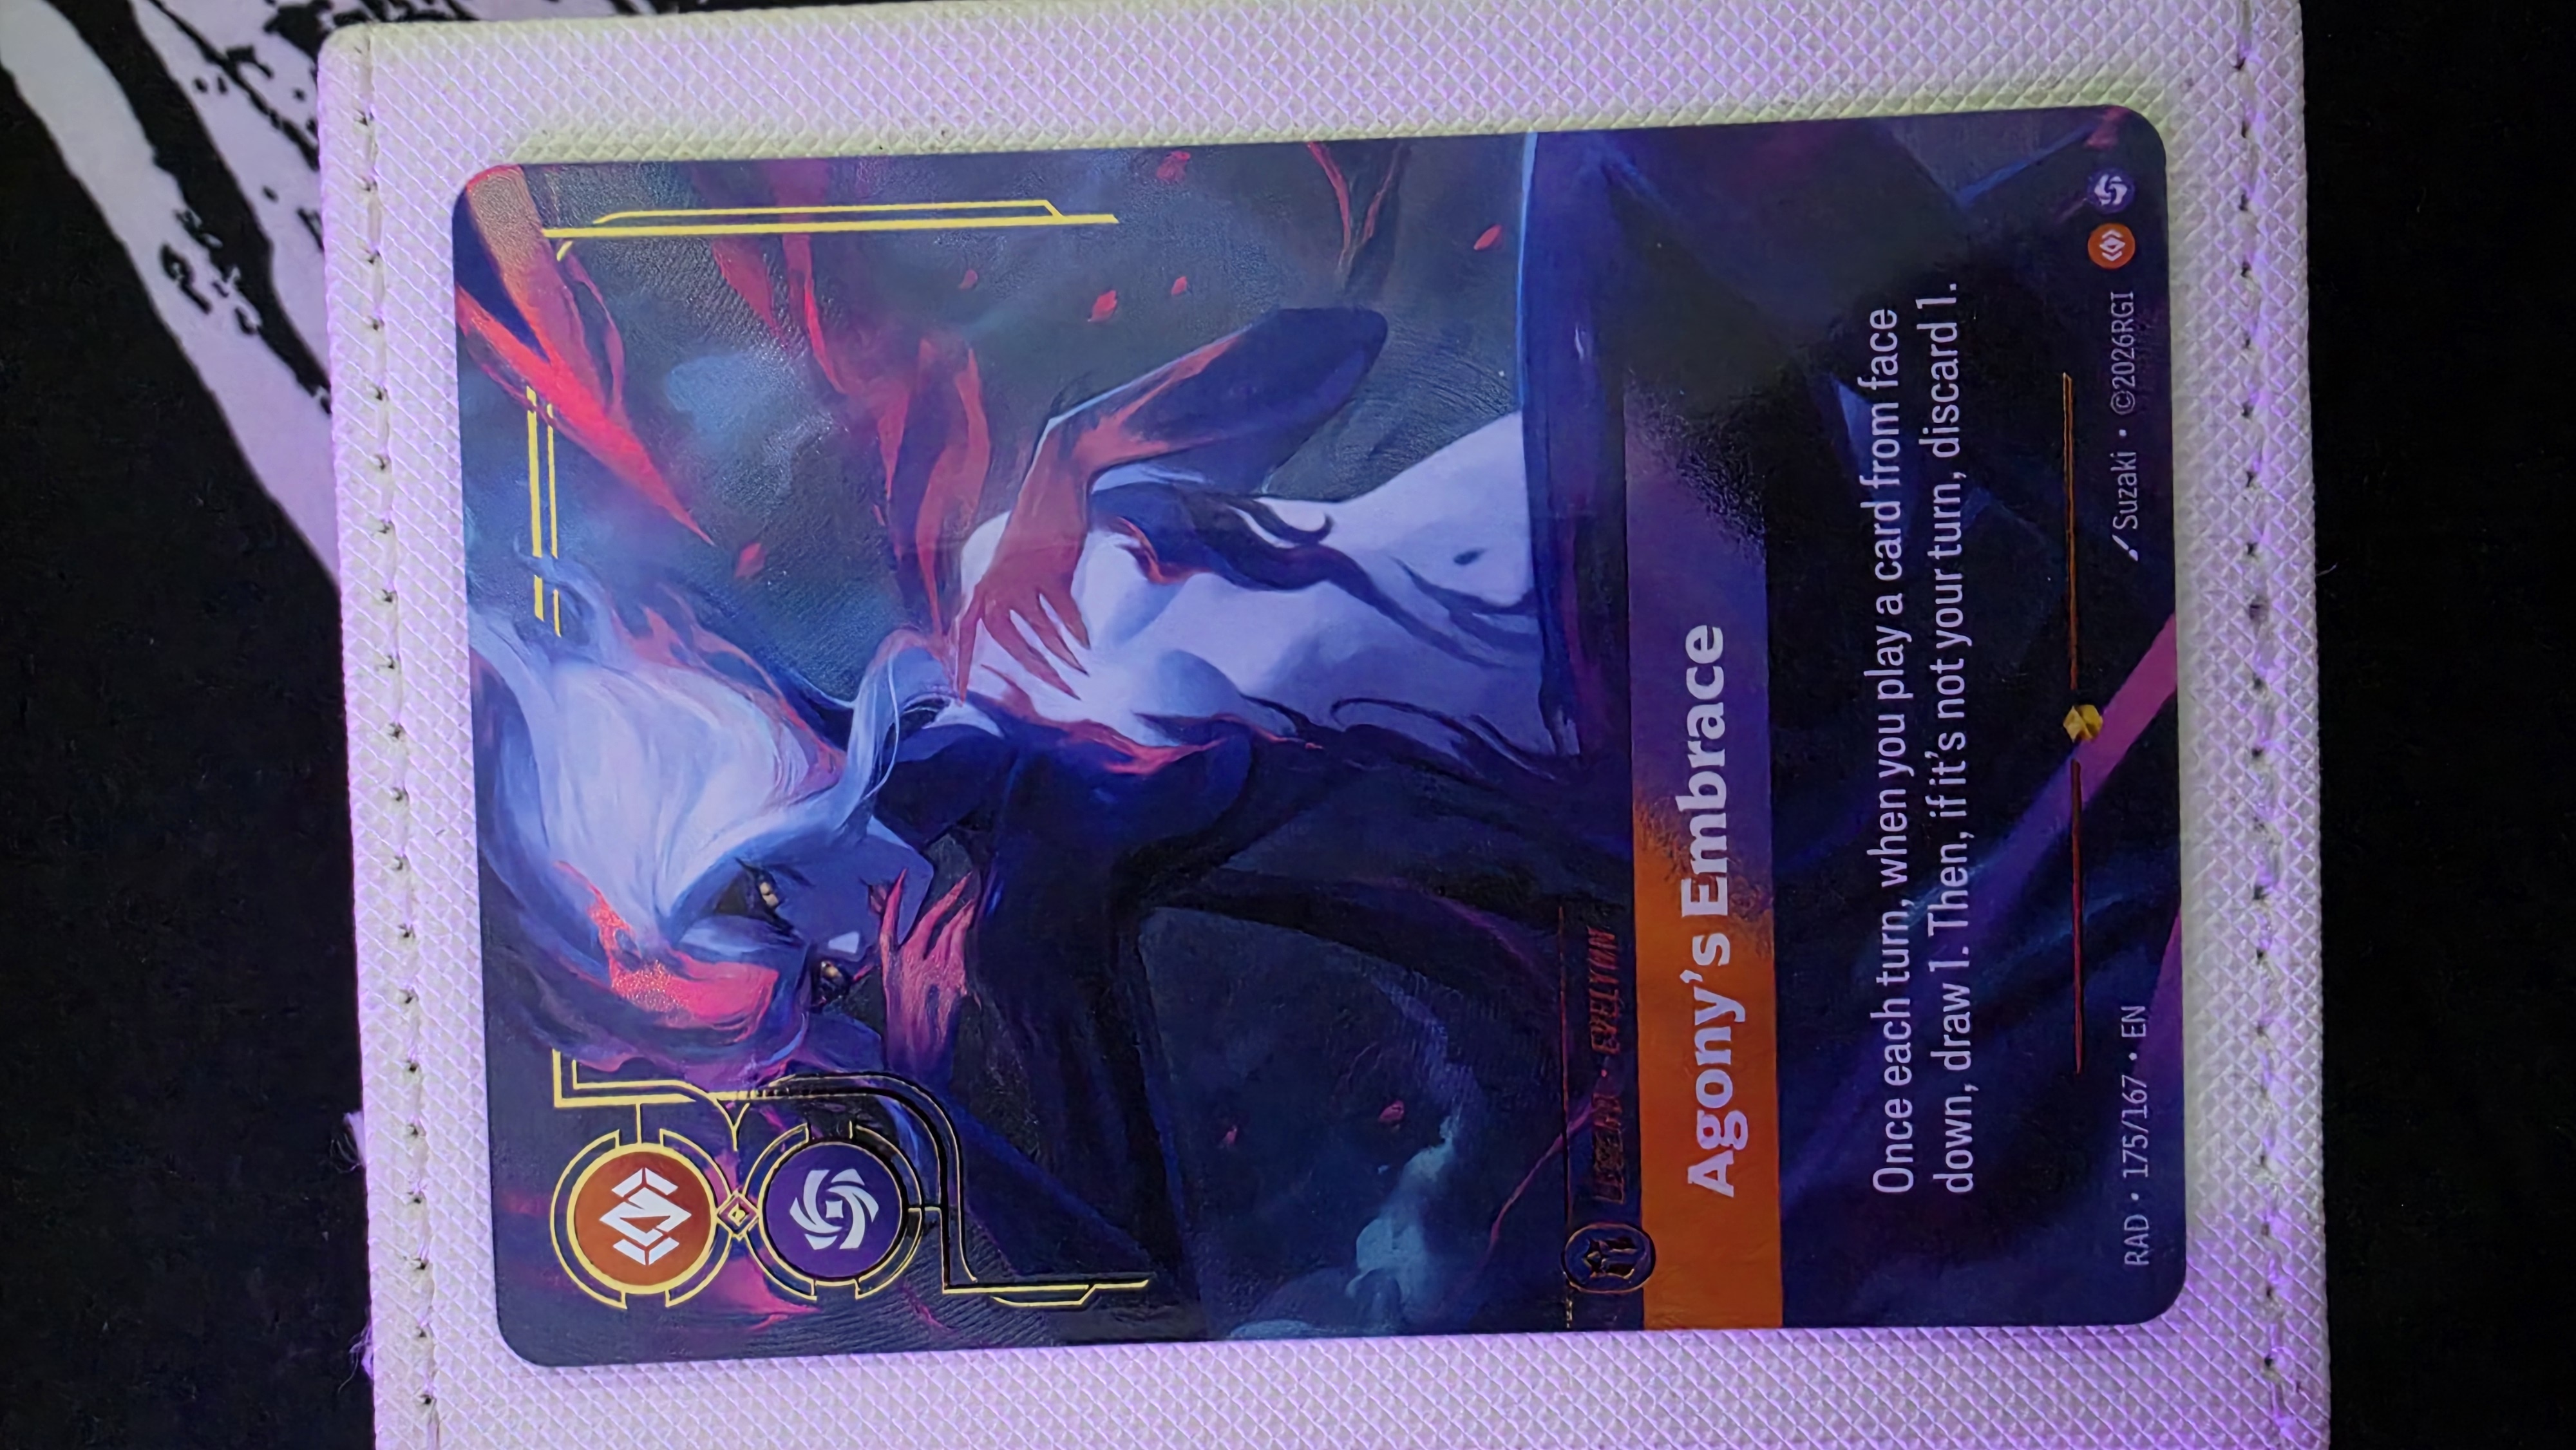 LEGEND · EVELYNN
Agony’s Embrace
Once each turn, when you play a card from face
down, draw 1. Then, if it’s not your turn, discard 1.
RAD • 175/167 • EN
Suzaki • ©2026RGI